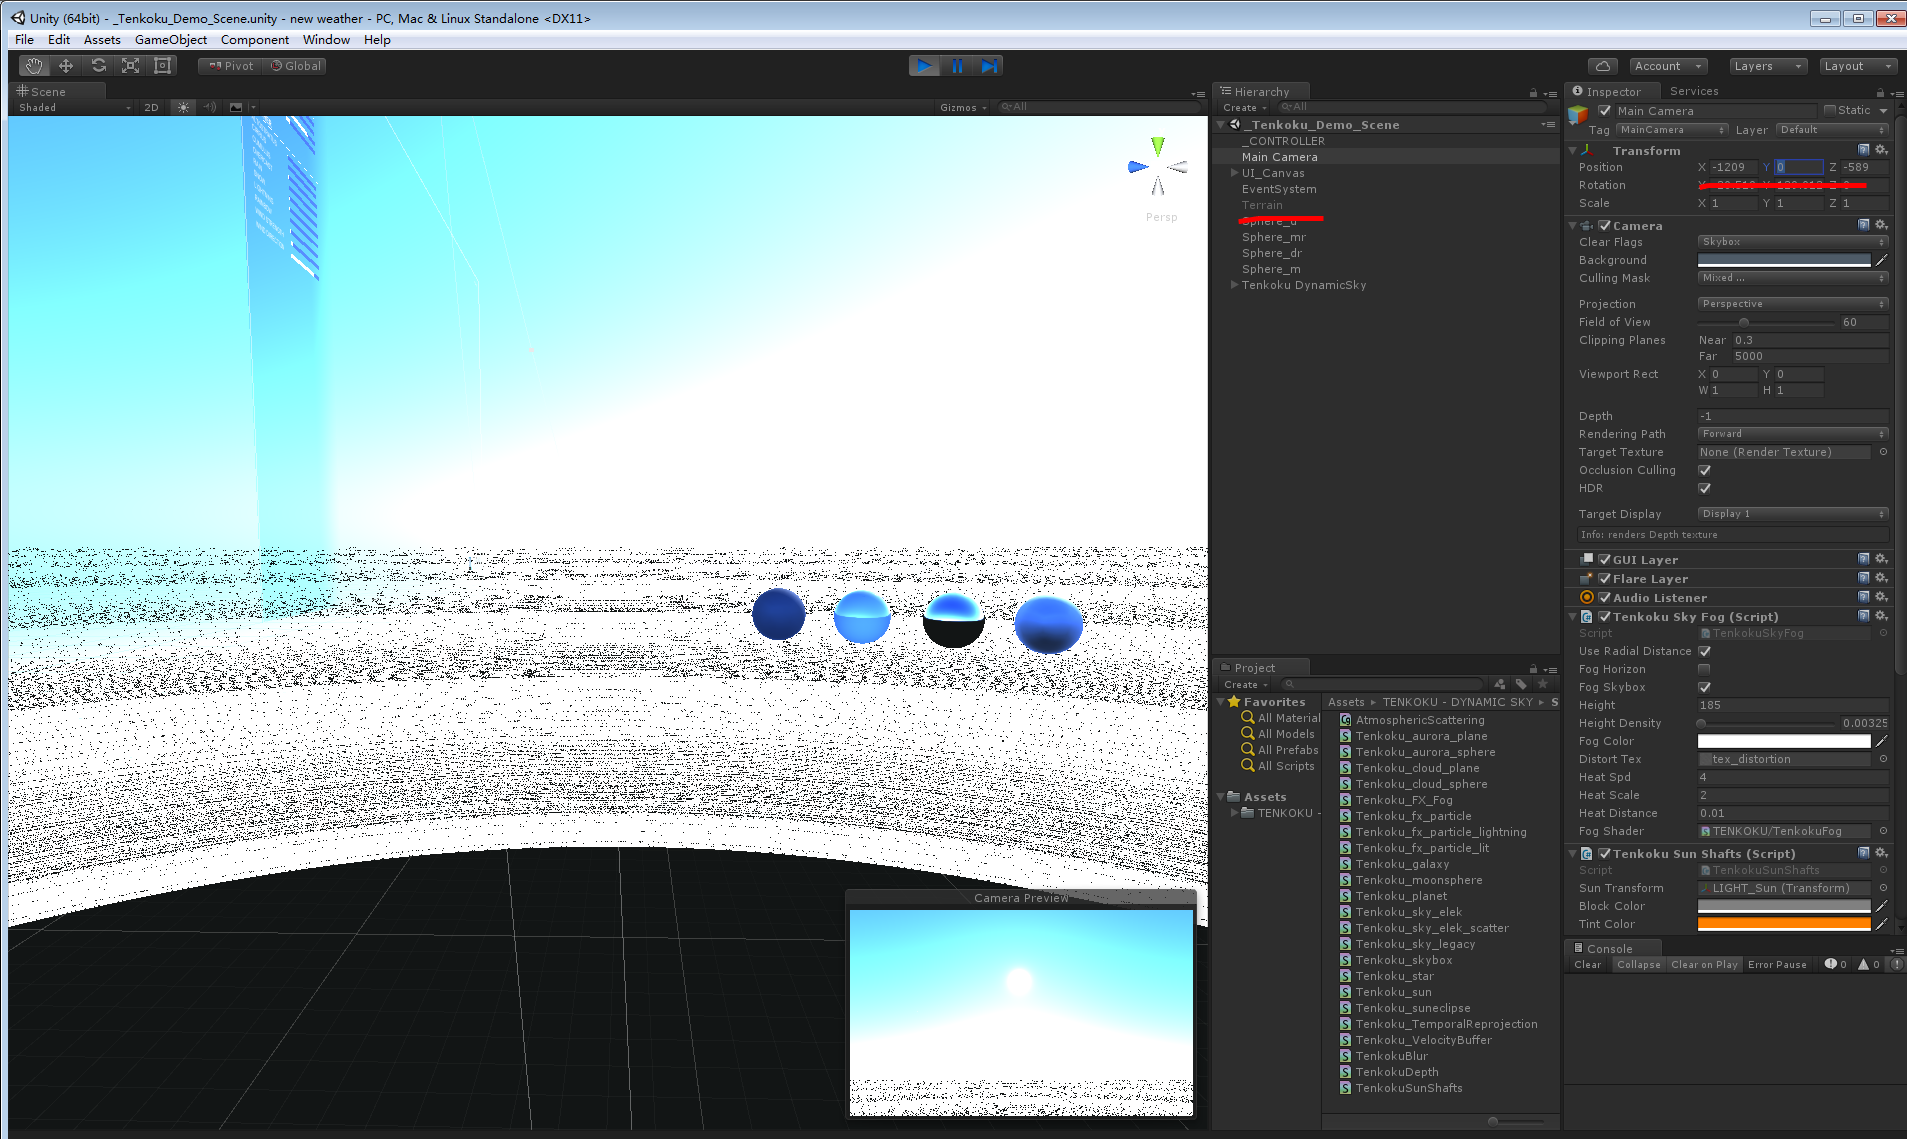 Unity (64bit) - _Tenkoku_Demo_Scene.unity - new weather - PC, Mac & Linux Standalone <DX11>
File Edit Assets GameObject Component Window Help
Pivot Global Account Layers Layout
Scene
Shaded 2D Gizmos All
Persp
Hierarchy
Create All
_Tenkoku_Demo_Scene
_CONTROLLER
Main Camera
UI_Canvas
EventSystem
Terrain
Sphere_d
Sphere_mr
Sphere_dr
Sphere_m
Tenkoku DynamicSky
Camera Preview
Project
Create
Favorites
All Material
All Models
All Prefabs
All Scripts
Assets
TENKOKU -
Assets TENKOKU - DYNAMIC SKY S
AtmosphericScattering
Tenkoku_aurora_plane
Tenkoku_aurora_sphere
Tenkoku_cloud_plane
Tenkoku_cloud_sphere
Tenkoku_FX_Fog
Tenkoku_fx_particle
Tenkoku_fx_particle_lightning
Tenkoku_fx_particle_lit
Tenkoku_galaxy
Tenkoku_moonsphere
Tenkoku_planet
Tenkoku_sky_elek
Tenkoku_sky_elek_scatter
Tenkoku_sky_legacy
Tenkoku_skybox
Tenkoku_star
Tenkoku_sun
Tenkoku_suneclipse
Tenkoku_TemporalReprojection
Tenkoku_VelocityBuffer
TenkokuBlur
TenkokuDepth
TenkokuSunShafts
Inspector Services
Main Camera Static
Tag MainCamera Layer Default
Transform
Position X -1209 Y 0 Z -589
Rotation
Scale X 1 Y 1 Z 1
Camera
Clear Flags Skybox
Background
Culling Mask Mixed ...
Projection Perspective
Field of View 60
Clipping Planes Near 0.3
Far 5000
Viewport Rect X 0 Y 0
W 1 H 1
Depth -1
Rendering Path Forward
Target Texture None (Render Texture)
Occlusion Culling
HDR
Target Display Display 1
Info: renders Depth texture
GUI Layer
Flare Layer
Audio Listener
Tenkoku Sky Fog (Script)
Script TenkokuSkyFog
Use Radial Distance
Fog Horizon
Fog Skybox
Height 185
Height Density 0.00325
Fog Color
Distort Tex tex_distortion
Heat Spd 4
Heat Scale 2
Heat Distance 0.01
Fog Shader TENKOKU/TenkokuFog
Tenkoku Sun Shafts (Script)
Script TenkokuSunShafts
Sun Transform LIGHT_Sun (Transform)
Block Color
Tint Color
Console
Clear Collapse Clear on Play Error Pause 0 0